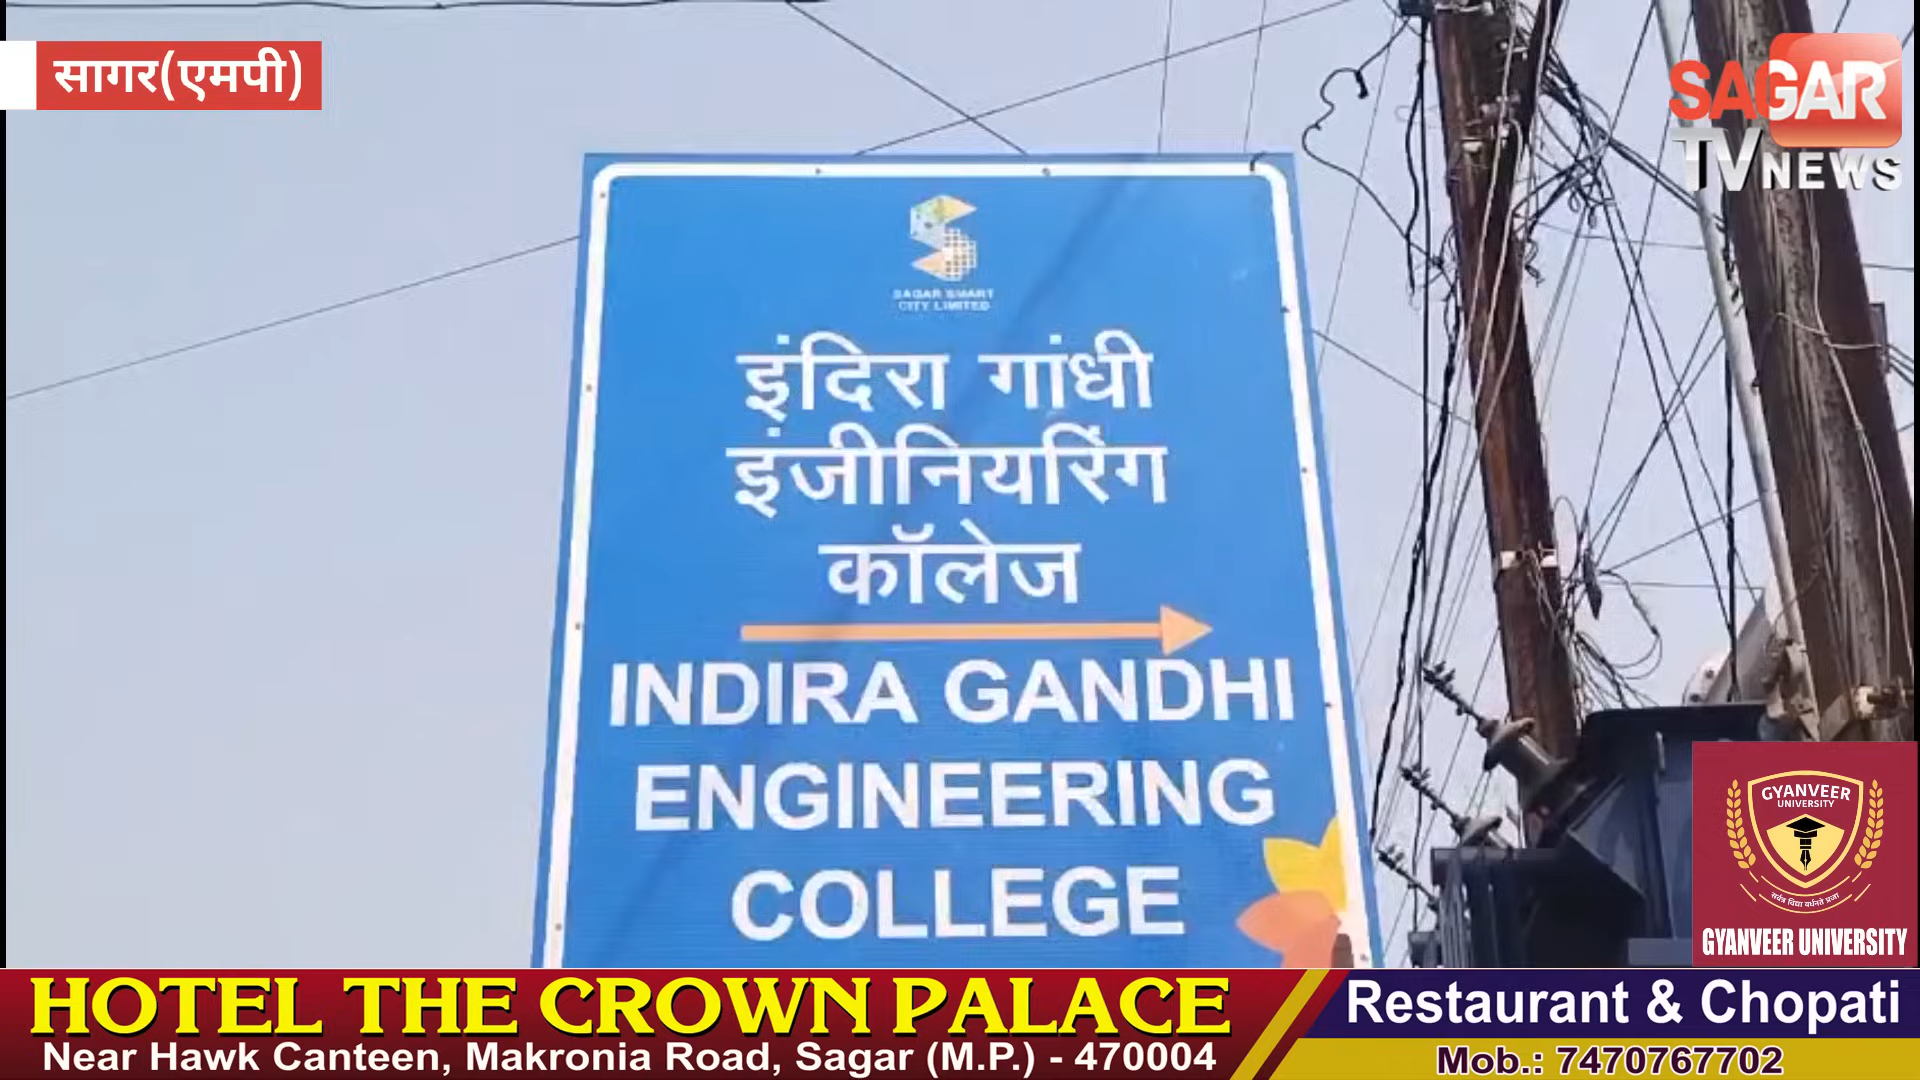 सागर(एमपी)
SAGAR
TV NEWS
SAGAR SMART
CITY LIMITED
इंदिरा गांधी
इंजीनियरिंग
कॉलेज
INDIRA GANDHI
ENGINEERING
COLLEGE
GYANVEER
UNIVERSITY
GYANVEER UNIVERSITY
HOTEL THE CROWN PALACE
Near Hawk Canteen, Makronia Road, Sagar (M.P.) - 470004
Restaurant & Chopati
Mob.: 7470767702